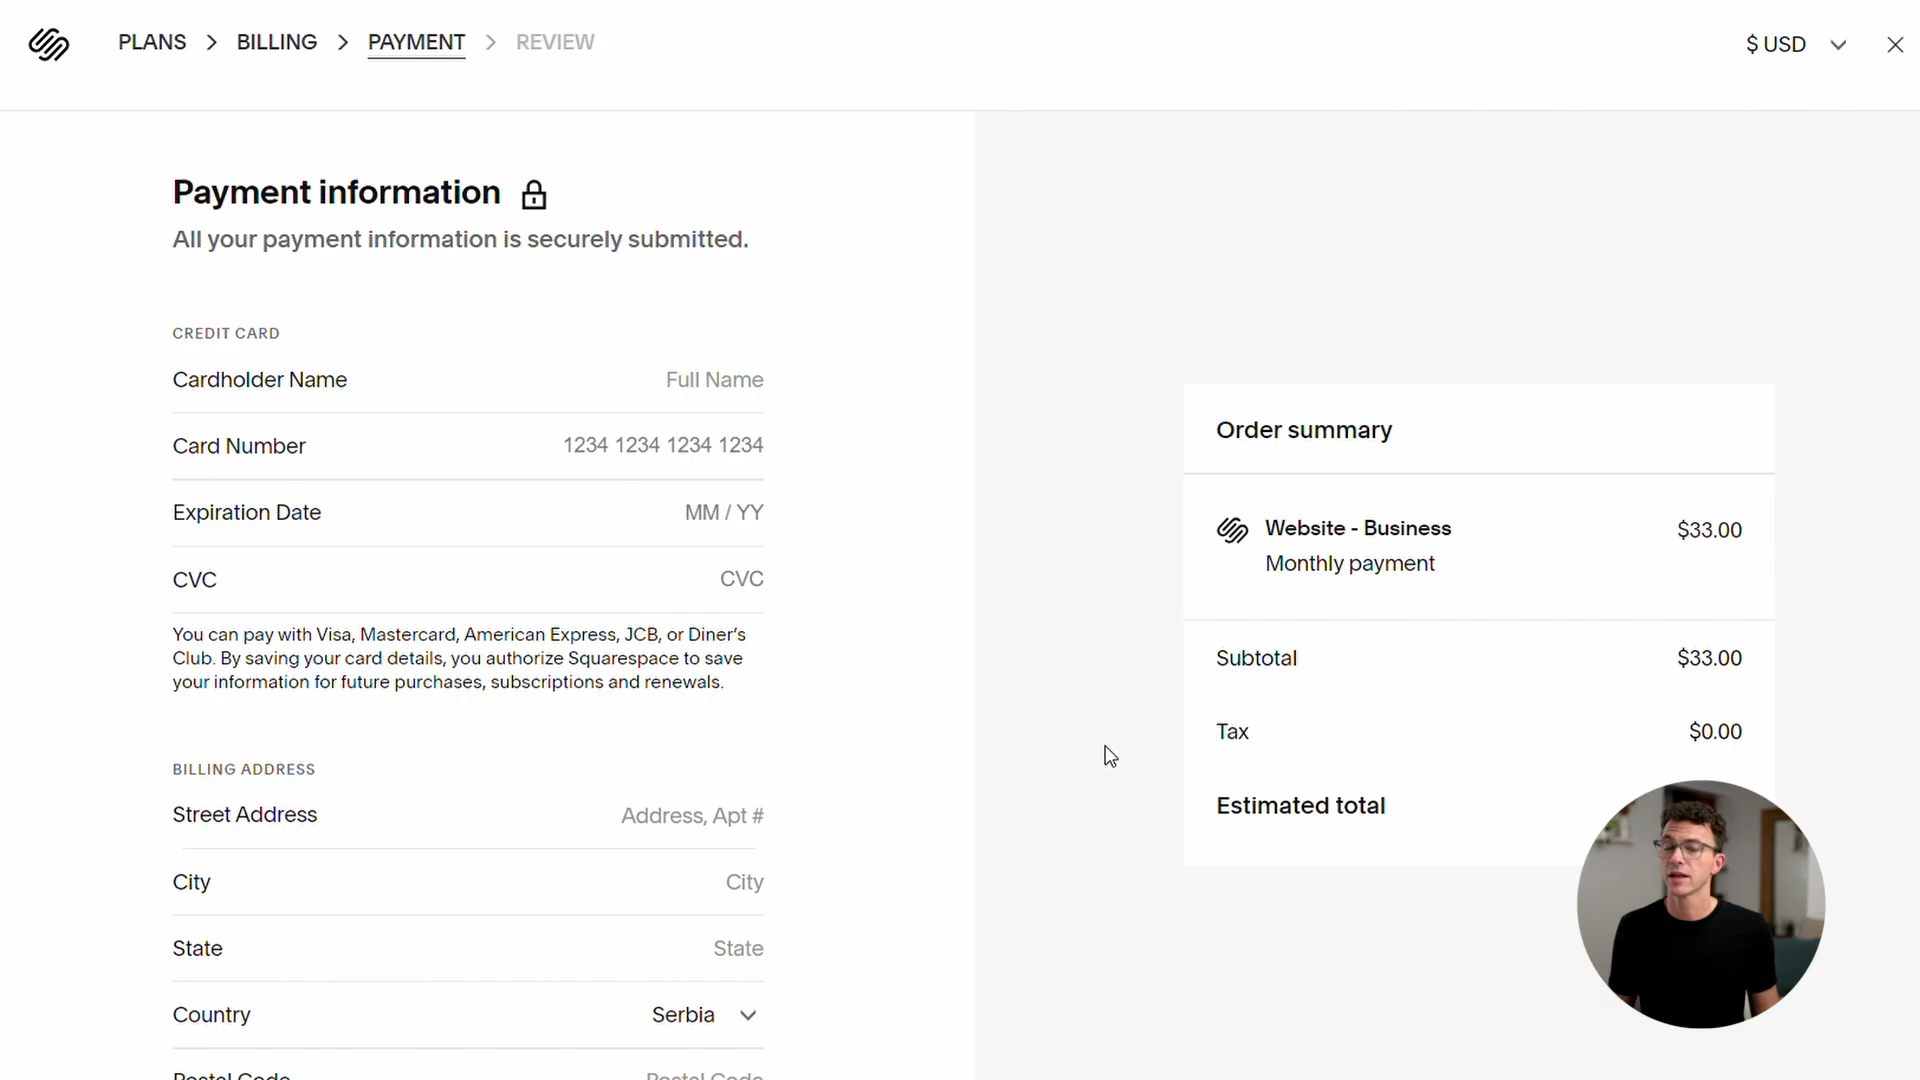 PLANS > BILLING > PAYMENT > REVIEW
$ USD
Payment information
All your payment information is securely submitted.
CREDIT CARD
Cardholder Name Full Name
Card Number 1234 1234 1234 1234
Expiration Date MM / YY
CVC CVC
You can pay with Visa, Mastercard, American Express, JCB, or Diner’s
Club. By saving your card details, you authorize Squarespace to save
your information for future purchases, subscriptions and renewals.
BILLING ADDRESS
Street Address Address, Apt #
City City
State State
Country Serbia
Postal Code Postal Code
Order summary
Website - Business $33.00
Monthly payment
Subtotal $33.00
Tax $0.00
Estimated total